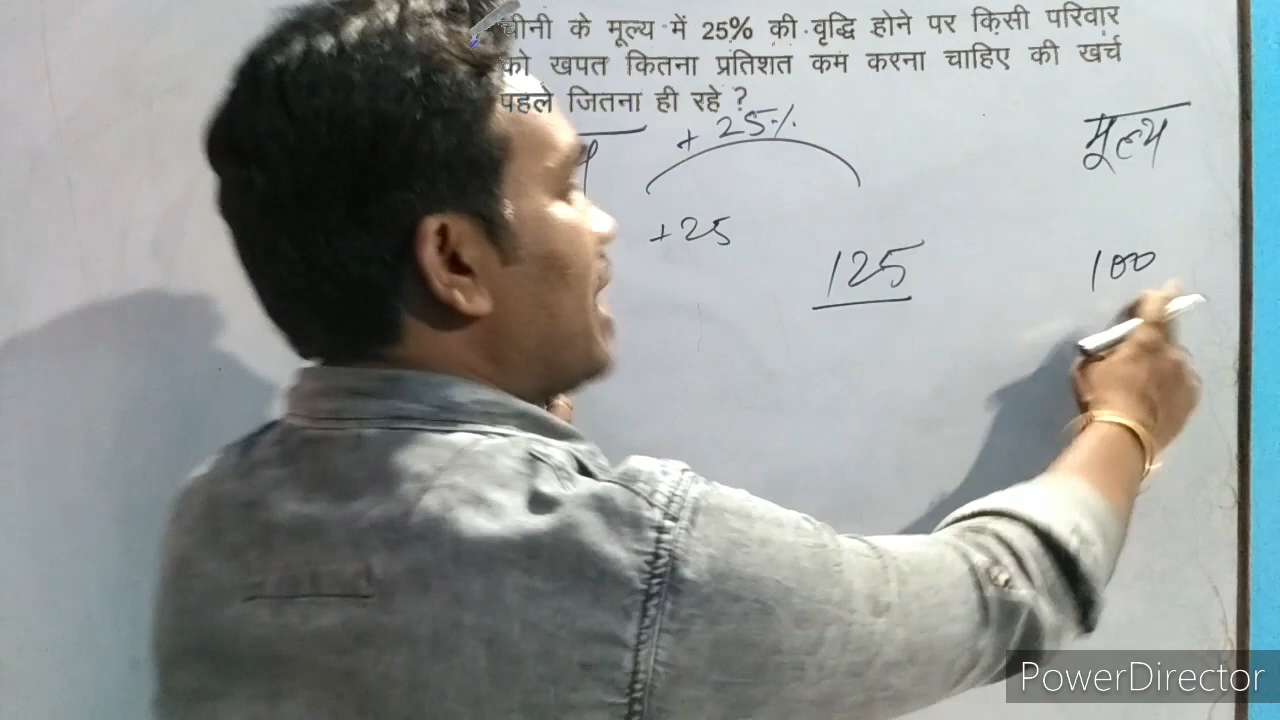 चीनी के मूल्य में 25% की वृद्धि होने पर किसी परिवार
को खपत कितना प्रतिशत कम करना चाहिए की खर्च
पहले जितना ही रहे ?
+ 25%
मूल्य
+25
125
100
PowerDirector